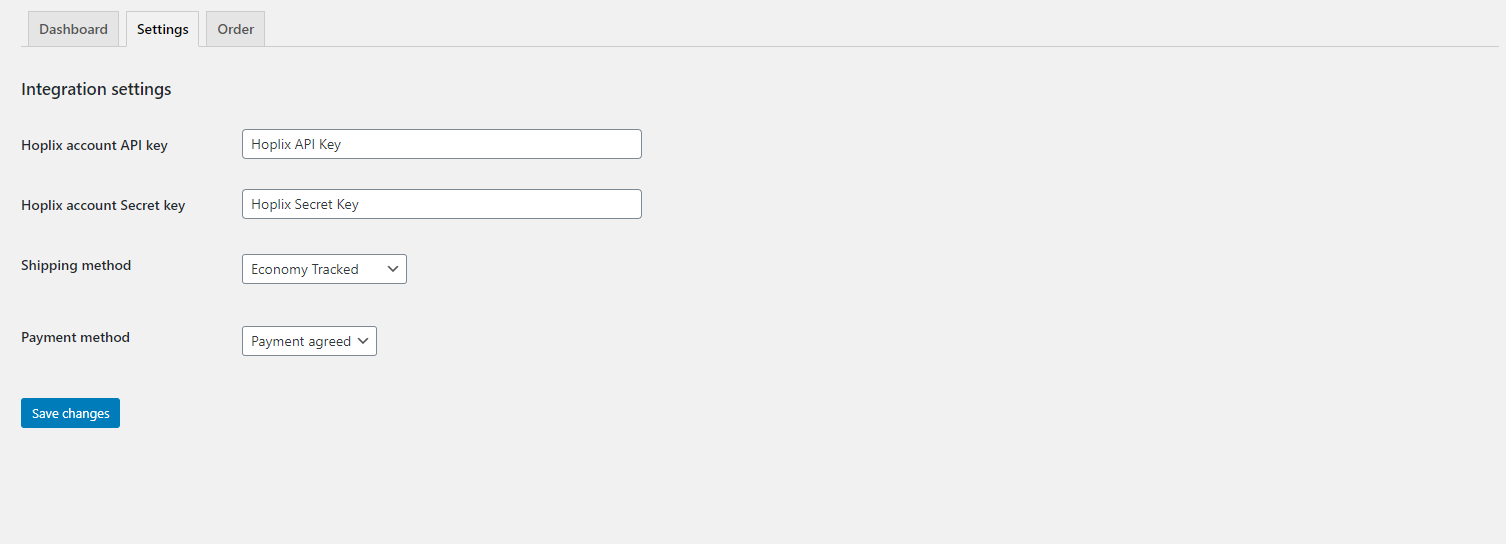 Dashboard Settings Order
Integration settings
Hoplix account API key Hoplix API Key
Hoplix account Secret key Hoplix Secret Key
Shipping method Economy Tracked
Payment method Payment agreed
Save changes